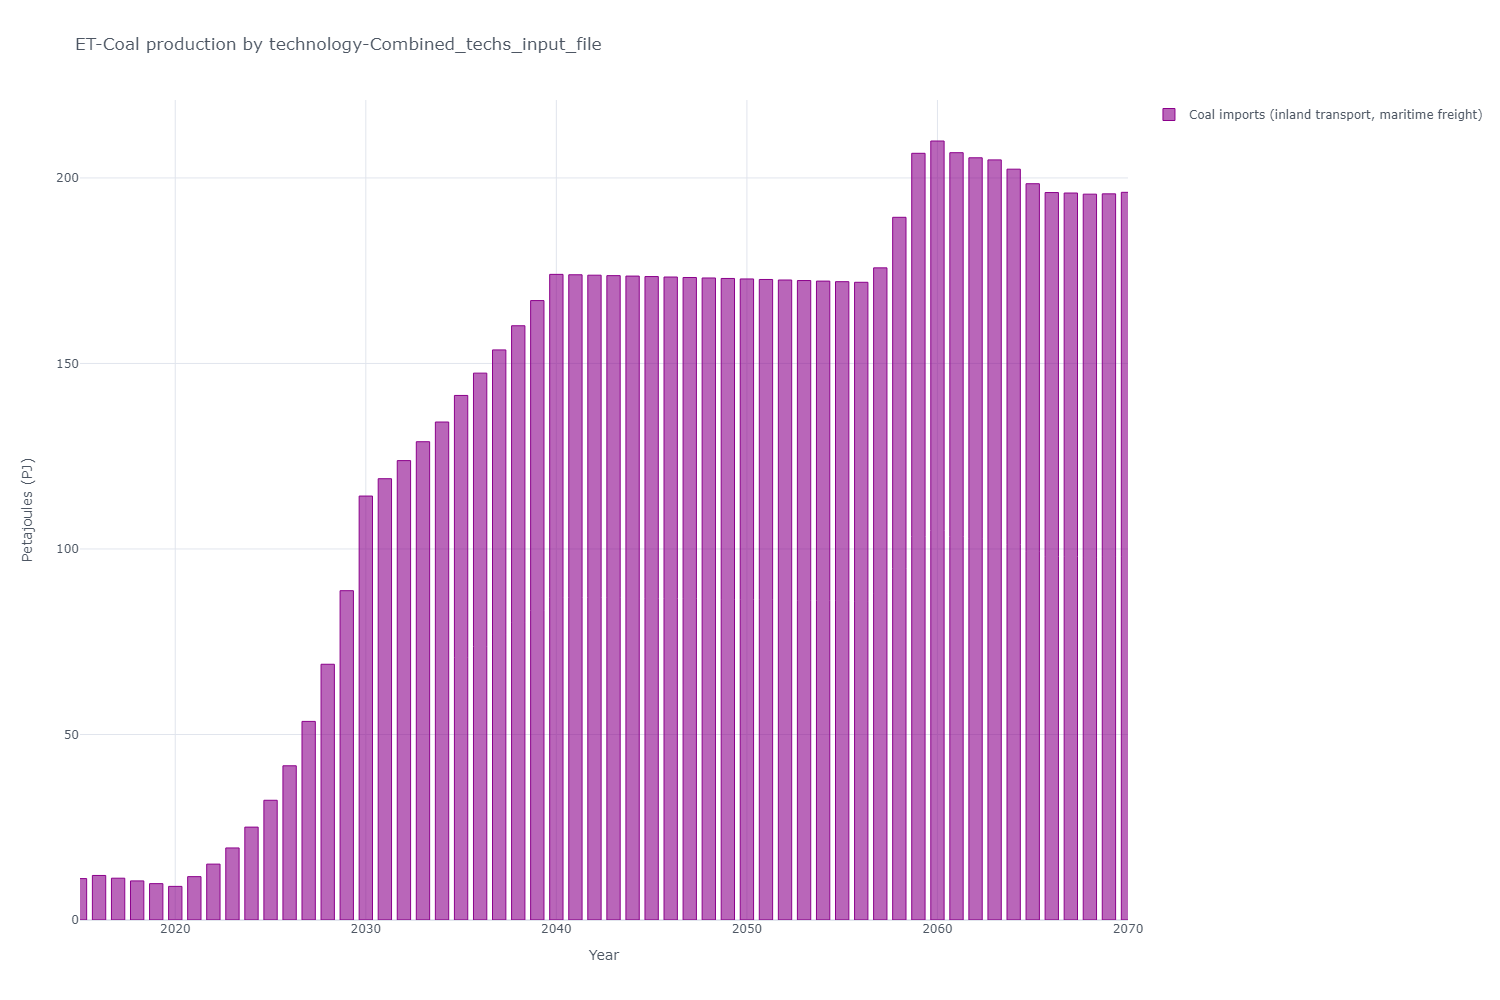 ET-Coal production by technology-Combined_techs_input_file
Coal imports (inland transport, maritime freight)
200
150
100
50
0
Petajoules (PJ)
2020
2030
2040
2050
2060
2070
Year